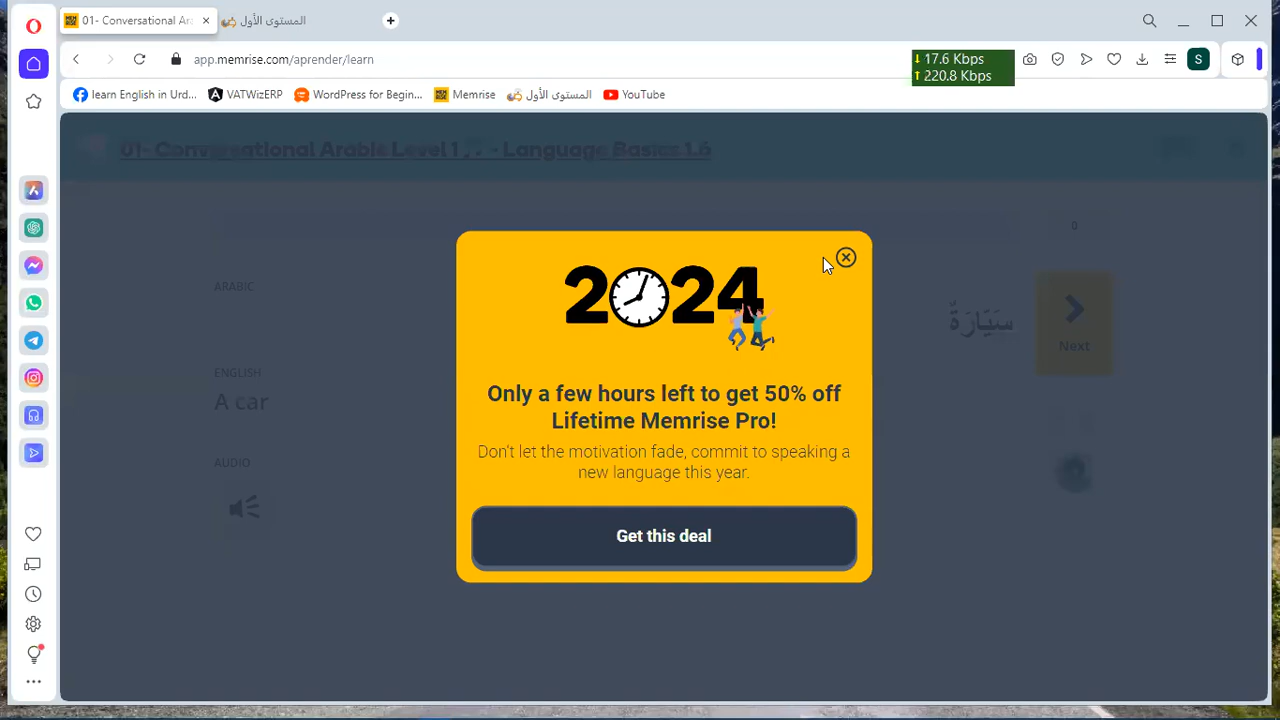 01- Conversational Ara
المستوى الأول
app.memrise.com/aprender/learn
17.6 Kbps
220.8 Kbps
S
learn English in Urd...
VATWizERP
WordPress for Begin...
Memrise
المستوى الأول
YouTube
01- Conversational Arabic Level 1 - Language Basics 1.6
0
ARABIC
سَيَّارَةٌ
Next
ENGLISH
A car
AUDIO
2024
Only a few hours left to get 50% off
Lifetime Memrise Pro!
Don't let the motivation fade, commit to speaking a
new language this year.
Get this deal